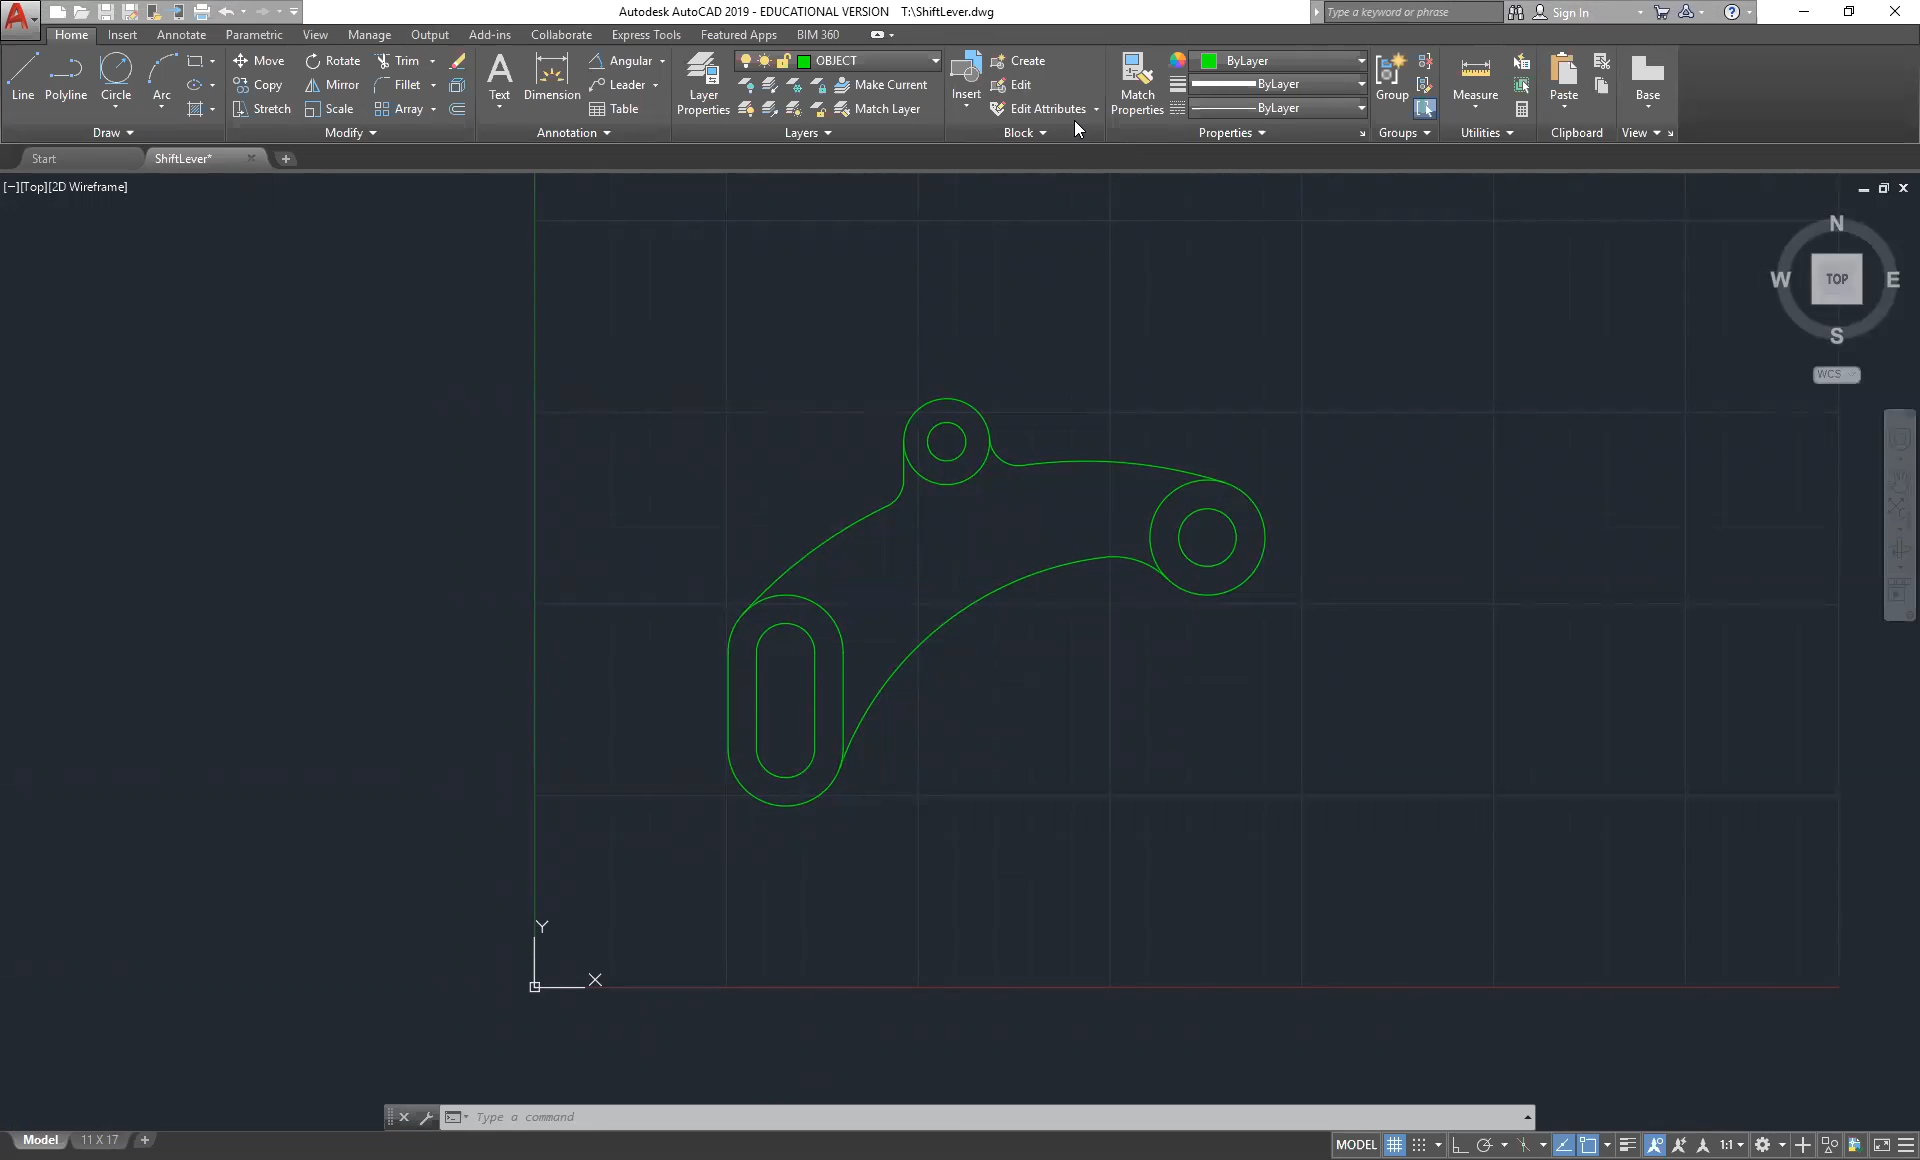 Autodesk AutoCAD 2019 - EDUCATIONAL VERSION T:\ShiftLever.dwg
Type a keyword or phrase
Sign In
Home Insert Annotate Parametric View Manage Output Add-ins Collaborate Express Tools Featured Apps BIM 360
Line Polyline Circle Arc
Draw
Move Rotate Trim
Copy Mirror Fillet
Stretch Scale Array
Modify
Text Dimension
Angular
Leader
Table
Annotation
Layer Properties
OBJECT
Make Current
Match Layer
Layers
Insert
Create
Edit
Edit Attributes
Block
Match Properties
ByLayer
ByLayer
ByLayer
Properties
Group
Groups
Measure
Utilities
Paste
Clipboard
Base
View
Start ShiftLever*
[−][Top][2D Wireframe]
N
W TOP E
S
WCS
Y
X
Type a command
Model 11 X 17
MODEL 1:1